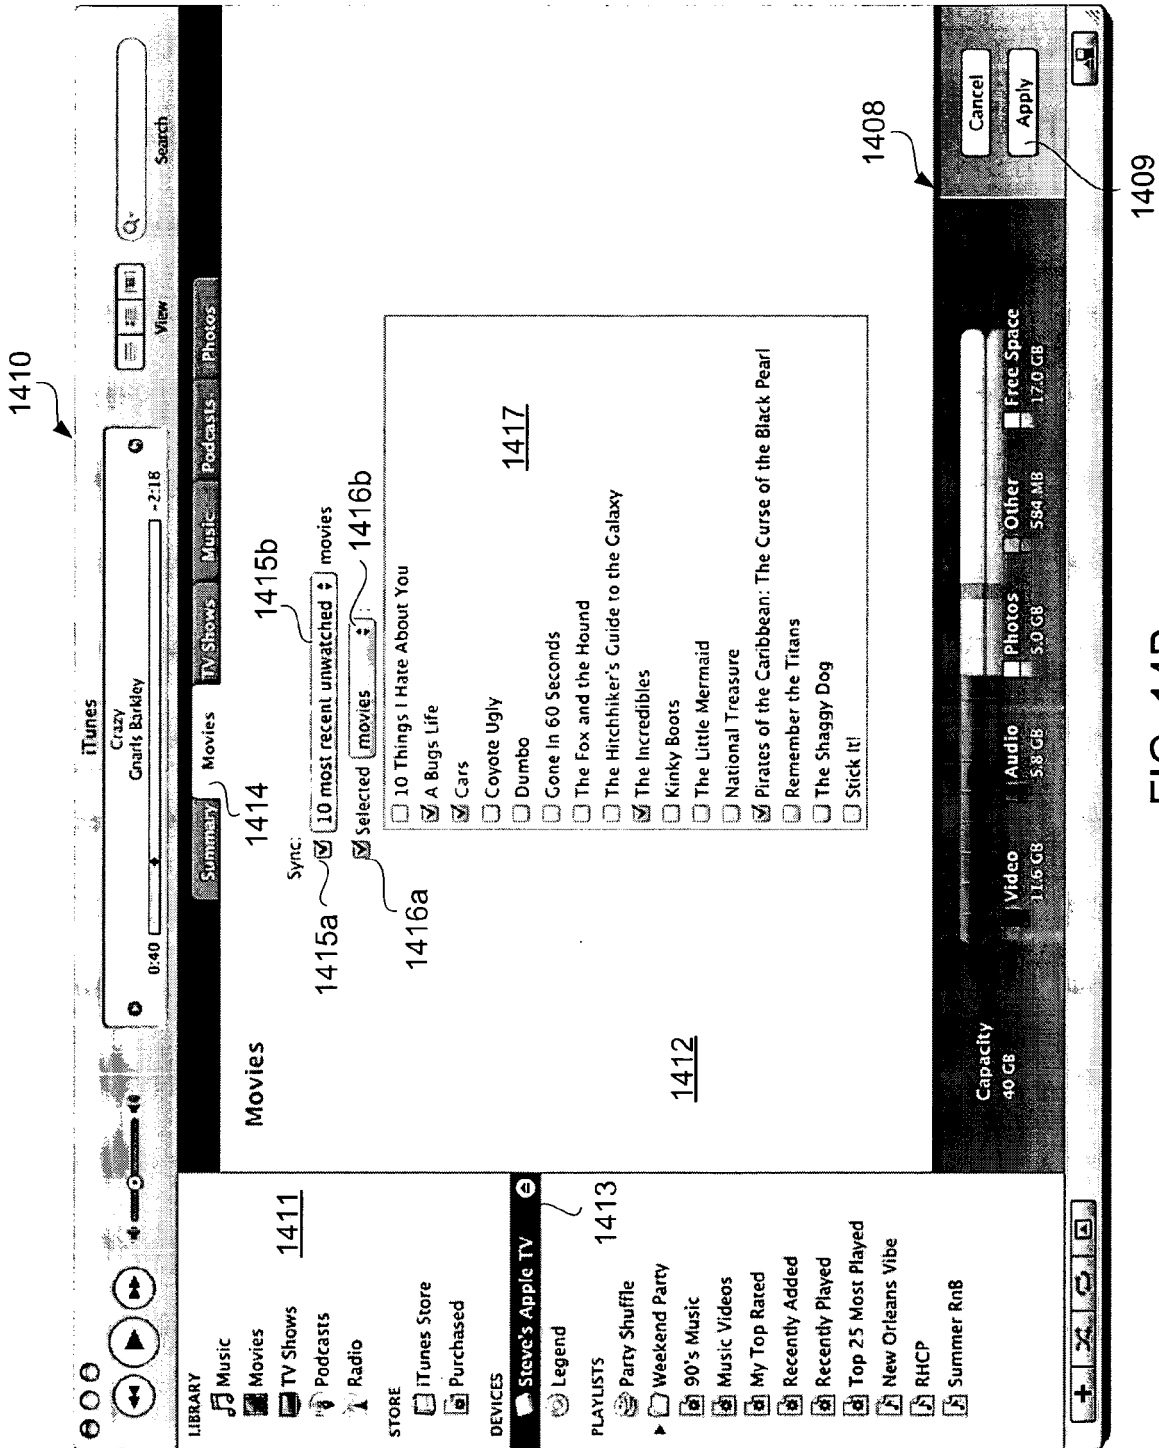 1410
iTunes
Crazy
Gnarls Barkley
0:40
-2:18
View
Search
LIBRARY
Music
Movies
TV Shows
Podcasts
Radio
1411
STORE
iTunes Store
Purchased
DEVICES
Steve's Apple TV
1413
Legend
PLAYLISTS
Party Shuffle
Weekend Party
90's Music
Music Videos
My Top Rated
Recently Added
Recently Played
Top 25 Most Played
New Orleans Vibe
RHCP
Summer RnB
Summary
Movies
TV Shows
Music
Podcasts
Photos
1414
Movies
1412
Sync:
10 most recent unwatched movies
1415a
1415b
Selected movies :
1416a
1416b
1417
10 Things I Hate About You
A Bugs Life
Cars
Coyote Ugly
Dumbo
Gone In 60 Seconds
The Fox and the Hound
The Hitchhiker's Guide to the Galaxy
The Incredibles
Kinky Boots
The Little Mermaid
National Treasure
Pirates of the Caribbean: The Curse of the Black Pearl
Remember the Titans
The Shaggy Dog
Stick It!
1408
Capacity
40 GB
Video
11.6 GB
Audio
5.8 GB
Photos
5.0 GB
Other
584 MB
Free Space
17.0 GB
Cancel
Apply
1409